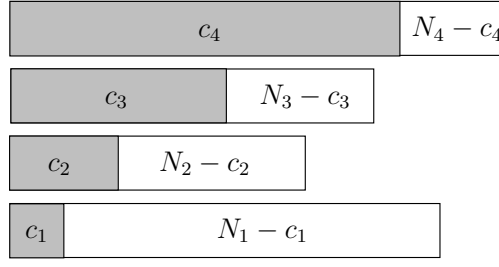 c₄ N₄ − c₄
c₃ N₃ − c₃
c₂ N₂ − c₂
c₁ N₁ − c₁